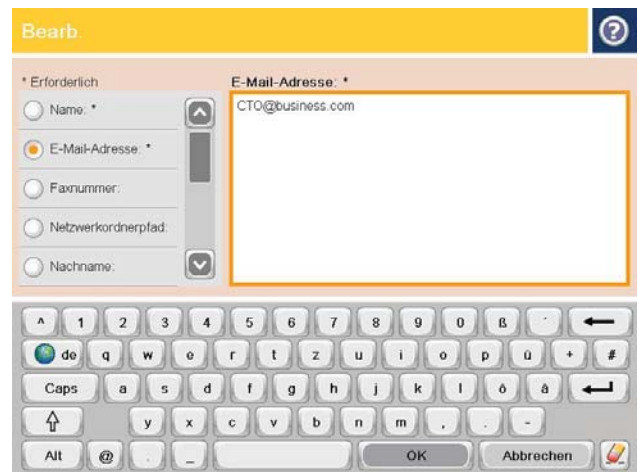 Bearb.
* Erforderlich
E-Mail-Adresse: *
Name: *
CTO@business.com
E-Mail-Adresse: *
Faxnummer:
Netzwerkordnerpfad:
Nachname:
^ 1 2 3 4 5 6 7 8 9 0 ß ´
de q w e r t z u i o p ü + #
Caps a s d f g h j k l ö ä
y x c v b n m , . -
Alt @ . _ OK Abbrechen